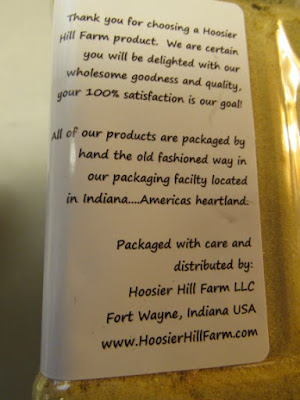 Thank you for choosing a Hoosier
Hill Farm product. We are certain
you will be delighted with our
wholesome goodness and quality,
your 100% satisfaction is our goal!
All of our products are packaged by
hand the old fashioned way in
our packaging facilty located
in Indiana....Americas heartland.
Packaged with care and
distributed by:
Hoosier Hill Farm LLC
Fort Wayne, Indiana USA
www.HoosierHillFarm.com